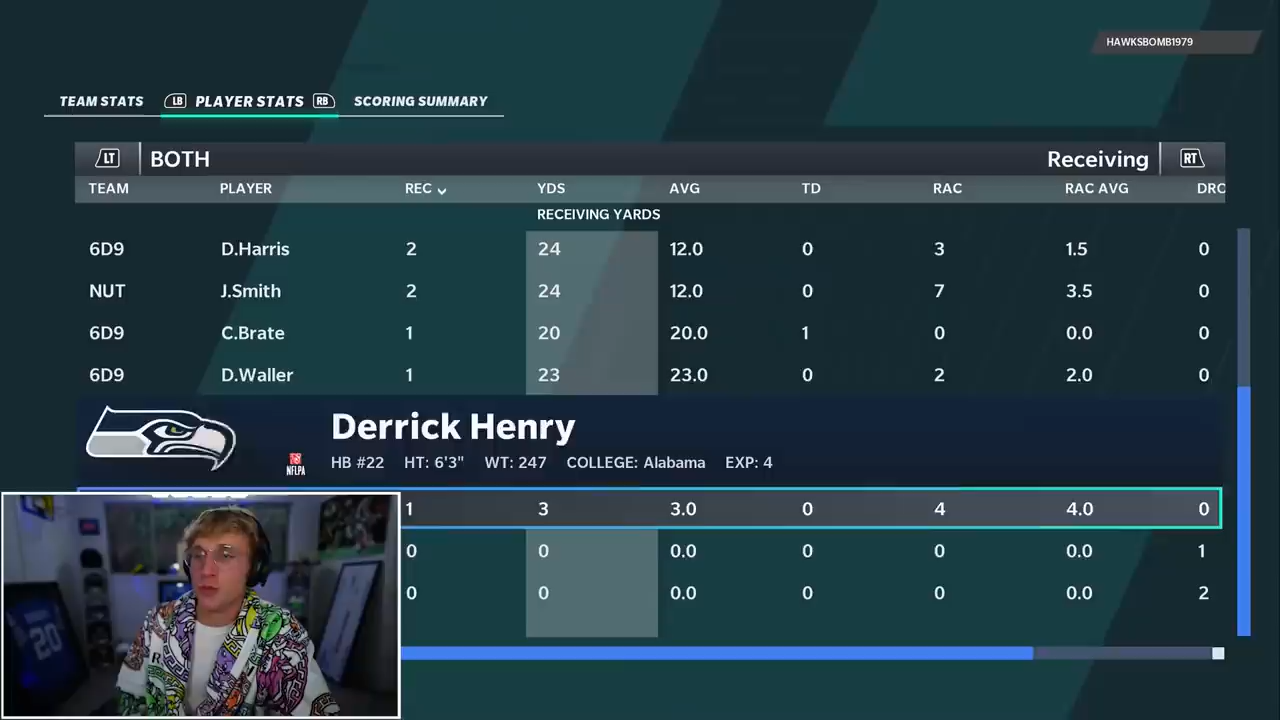 HAWKSBOMB1979
TEAM STATS LB PLAYER STATS RB SCORING SUMMARY
LT BOTH Receiving RT
TEAM PLAYER REC YDS AVG TD RAC RAC AVG DRO
RECEIVING YARDS
6D9 D.Harris 2 24 12.0 0 3 1.5 0
NUT J.Smith 2 24 12.0 0 7 3.5 0
6D9 C.Brate 1 20 20.0 1 0 0.0 0
6D9 D.Waller 1 23 23.0 0 2 2.0 0
Derrick Henry
NFLPA HB #22 HT: 6'3" WT: 247 COLLEGE: Alabama EXP: 4
1 3 3.0 0 4 4.0 0
0 0 0.0 0 0 0.0 1
0 0 0.0 0 0 0.0 2
20